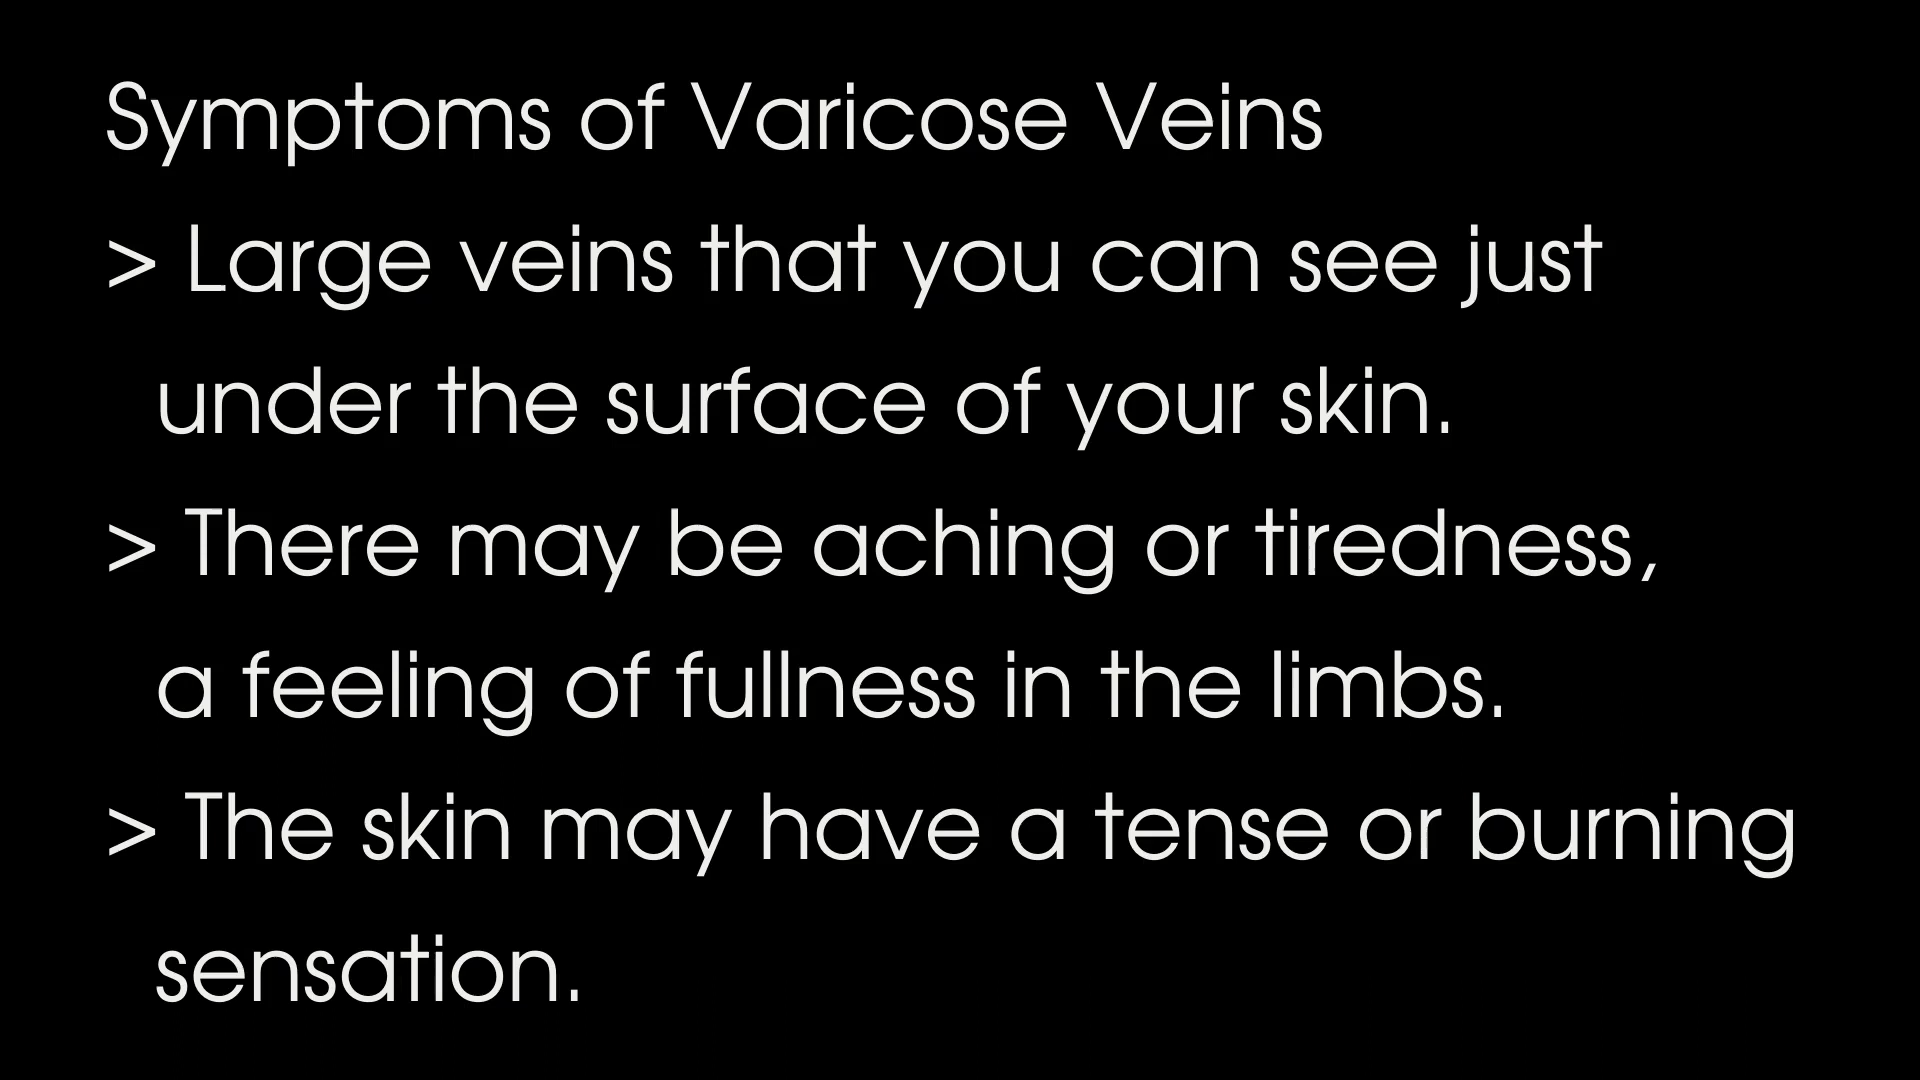 Symptoms of Varicose Veins
> Large veins that you can see just
under the surface of your skin.
> There may be aching or tiredness,
a feeling of fullness in the limbs.
> The skin may have a tense or burning
sensation.